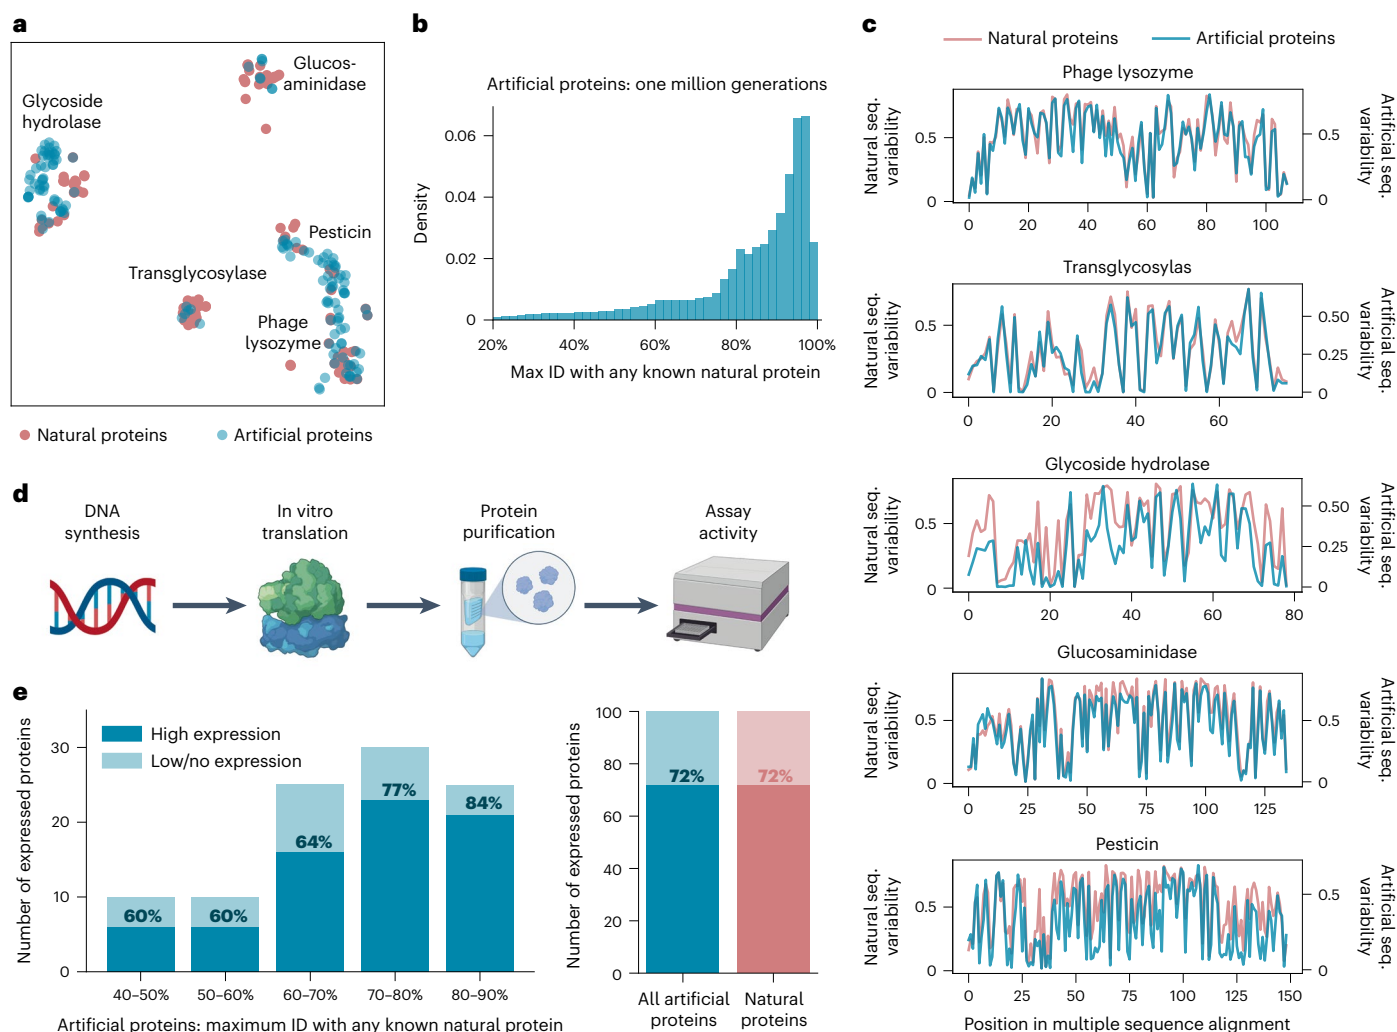 a
Glucos-
aminidase
Glycoside
hydrolase
Pesticin
Transglycosylase
Phage
lysozyme
Natural proteins
Artificial proteins
b
Artificial proteins: one million generations
Density
0.06
0.04
0.02
0
20%
40%
60%
80%
100%
Max ID with any known natural protein
c
Natural proteins
Artificial proteins
Phage lysozyme
Natural seq.
variability
0.5
0
0.5
0
Artificial seq.
variability
0
20
40
60
80
100
Transglycosylas
Natural seq.
variability
0.5
0
0.50
0.25
0
Artificial seq.
variability
0
20
40
60
Glycoside hydrolase
Natural seq.
variability
0.5
0
0.50
0.25
0
Artificial seq.
variability
0
20
40
60
80
Glucosaminidase
Natural seq.
variability
0.5
0
0.5
0
Artificial seq.
variability
0
25
50
75
100
125
Pesticin
Natural seq.
variability
0.5
0
0.5
0
Artificial seq.
variability
0
25
50
75
100
125
150
Position in multiple sequence alignment
d
DNA
synthesis
In vitro
translation
Protein
purification
Assay
activity
e
Number of expressed proteins
30
20
10
0
High expression
Low/no expression
60%
60%
64%
77%
84%
40–50%
50–60%
60–70%
70–80%
80–90%
Artificial proteins: maximum ID with any known natural protein
Number of expressed proteins
100
80
60
40
20
0
72%
72%
All artificial
proteins
Natural
proteins